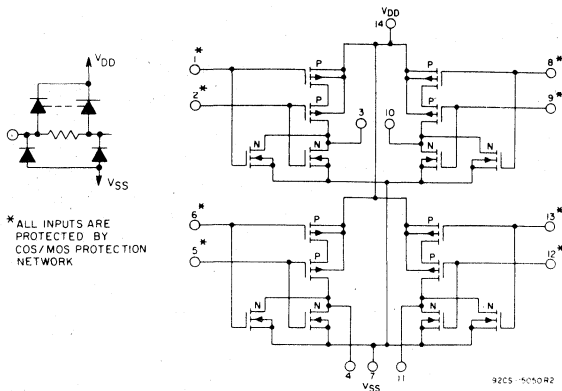 VDD
VSS
* ALL INPUTS ARE
PROTECTED BY
COS/MOS PROTECTION
NETWORK
VDD
14
1*
2*
3
10
8*
9*
P
P
N
N
P
P
N
N
6*
5*
4
VSS
7
11
13*
12*
P
P
N
N
P
P
N
N
92CS-5050R2